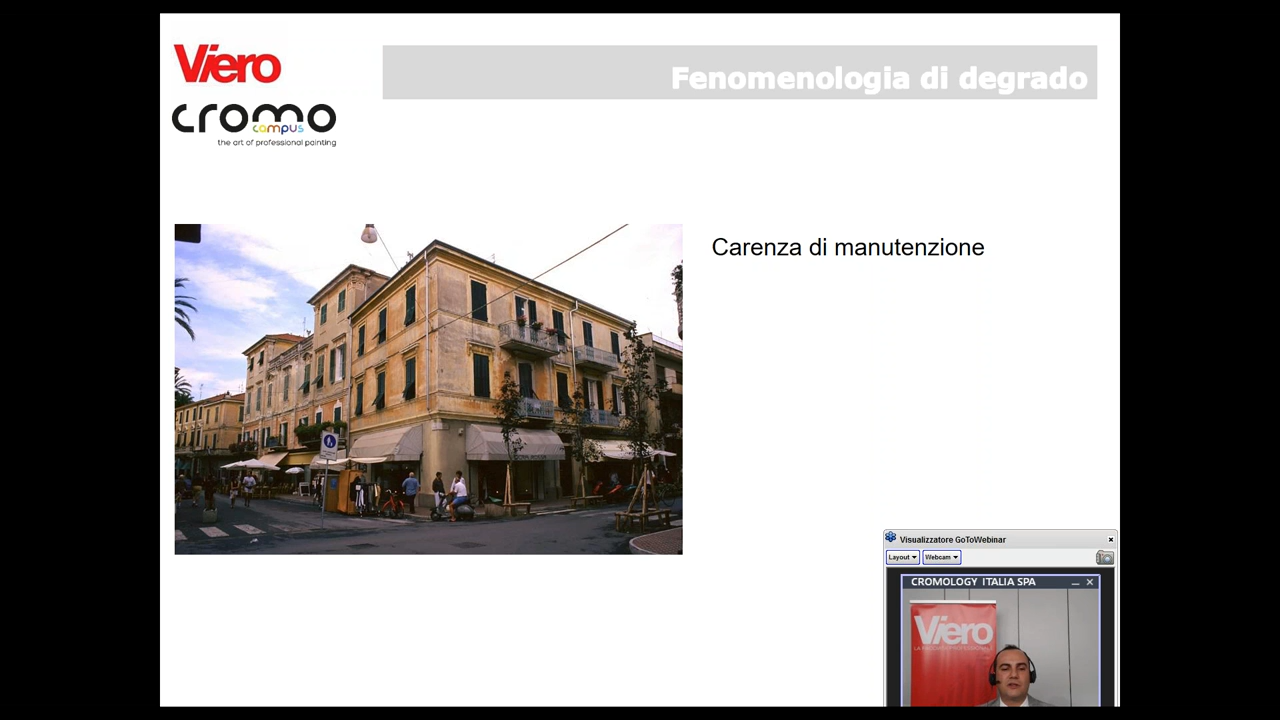 Viero
Fenomenologia di degrado
cromo
campus
the art of professional painting
Carenza di manutenzione
Visualizzatore GoToWebinar
Layout
Webcam
CROMOLOGY ITALIA SPA
Viero